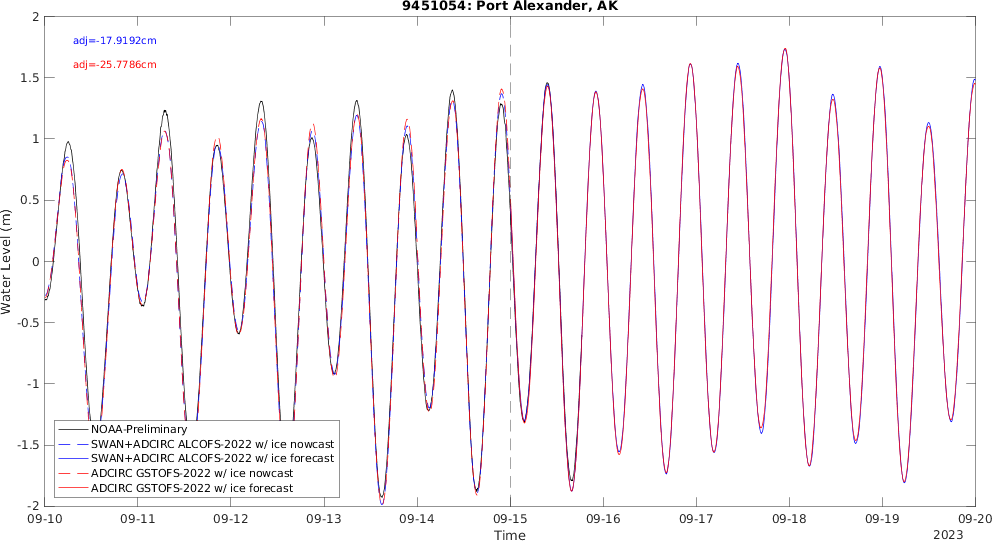 9451054: Port Alexander, AK
adj=-17.9192cm
adj=-25.7786cm
Water Level (m)
2
1.5
1
0.5
0
-0.5
-1
-1.5
-2
NOAA-Preliminary
SWAN+ADCIRC ALCOFS-2022 w/ ice nowcast
SWAN+ADCIRC ALCOFS-2022 w/ ice forecast
ADCIRC GSTOFS-2022 w/ ice nowcast
ADCIRC GSTOFS-2022 w/ ice forecast
09-10 09-11 09-12 09-13 09-14 09-15 09-16 09-17 09-18 09-19 09-20
Time
2023